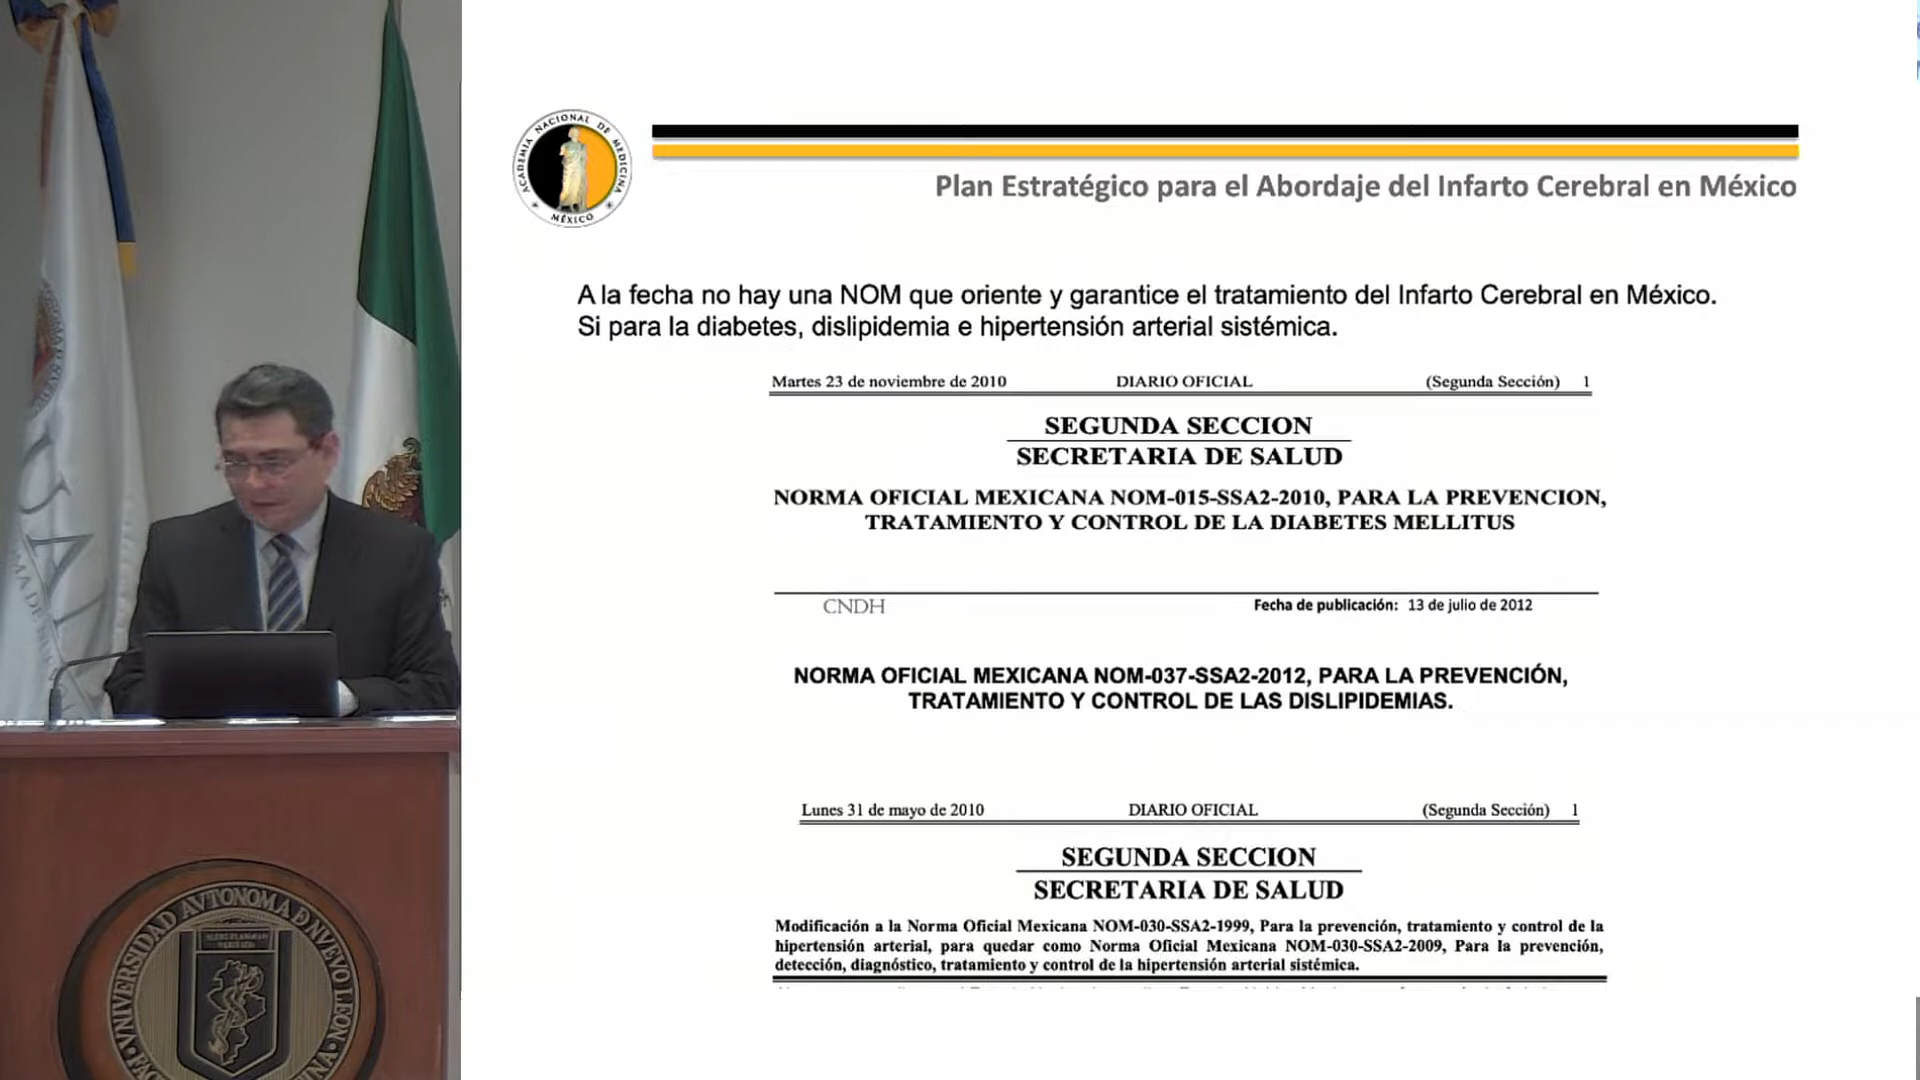 ACADEMIA NACIONAL DE MEDICINA
MÉXICO
Plan Estratégico para el Abordaje del Infarto Cerebral en México
A la fecha no hay una NOM que oriente y garantice el tratamiento del Infarto Cerebral en México.
Si para la diabetes, dislipidemia e hipertensión arterial sistémica.
Martes 23 de noviembre de 2010 DIARIO OFICIAL (Segunda Sección) 1
SEGUNDA SECCION
SECRETARIA DE SALUD
NORMA OFICIAL MEXICANA NOM-015-SSA2-2010, PARA LA PREVENCION,
TRATAMIENTO Y CONTROL DE LA DIABETES MELLITUS
CNDH Fecha de publicación: 13 de julio de 2012
NORMA OFICIAL MEXICANA NOM-037-SSA2-2012, PARA LA PREVENCIÓN,
TRATAMIENTO Y CONTROL DE LAS DISLIPIDEMIAS.
Lunes 31 de mayo de 2010 DIARIO OFICIAL (Segunda Sección) 1
SEGUNDA SECCION
SECRETARIA DE SALUD
Modificación a la Norma Oficial Mexicana NOM-030-SSA2-1999, Para la prevención, tratamiento y control de la
hipertensión arterial, para quedar como Norma Oficial Mexicana NOM-030-SSA2-2009, Para la prevención,
detección, diagnóstico, tratamiento y control de la hipertensión arterial sistémica.
VNIVERSIDAD AVTONOMA DE NVEVO LEON